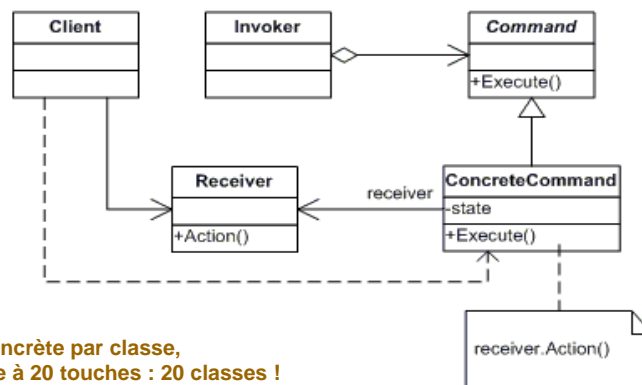 Client
Invoker
Command
+Execute()
Receiver
+Action()
receiver
ConcreteCommand
-state
+Execute()
receiver.Action()
ncrète par classe,
e à 20 touches : 20 classes !